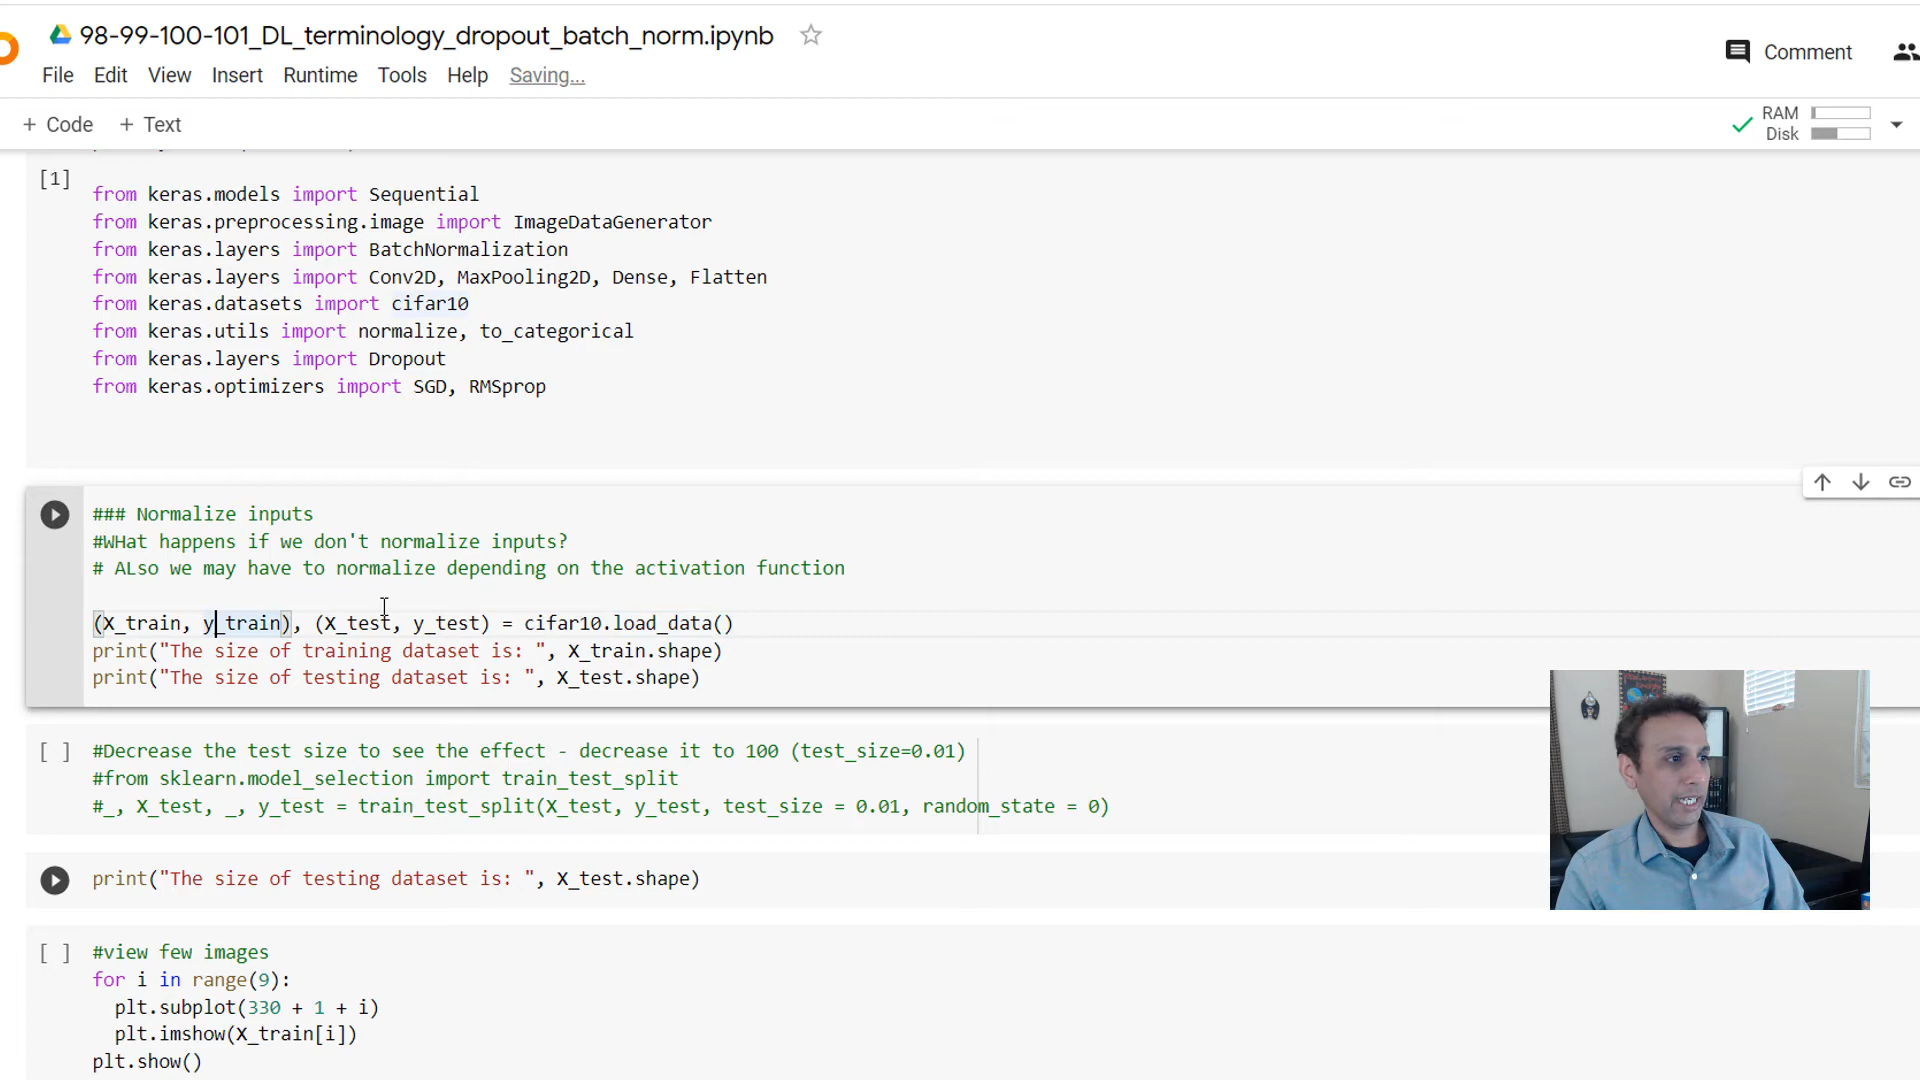 98-99-100-101_DL_terminology_dropout_batch_norm.ipynb
File Edit View Insert Runtime Tools Help Saving...
Comment
+ Code + Text
RAM
Disk
[1]
from keras.models import Sequential
from keras.preprocessing.image import ImageDataGenerator
from keras.layers import BatchNormalization
from keras.layers import Conv2D, MaxPooling2D, Dense, Flatten
from keras.datasets import cifar10
from keras.utils import normalize, to_categorical
from keras.layers import Dropout
from keras.optimizers import SGD, RMSprop
### Normalize inputs
#WHat happens if we don't normalize inputs?
# ALso we may have to normalize depending on the activation function
(X_train, y_train), (X_test, y_test) = cifar10.load_data()
print("The size of training dataset is: ", X_train.shape)
print("The size of testing dataset is: ", X_test.shape)
[ ] #Decrease the test size to see the effect - decrease it to 100 (test_size=0.01)
#from sklearn.model_selection import train_test_split
#_, X_test, _, y_test = train_test_split(X_test, y_test, test_size = 0.01, random_state = 0)
print("The size of testing dataset is: ", X_test.shape)
[ ] #view few images
for i in range(9):
plt.subplot(330 + 1 + i)
plt.imshow(X_train[i])
plt.show()